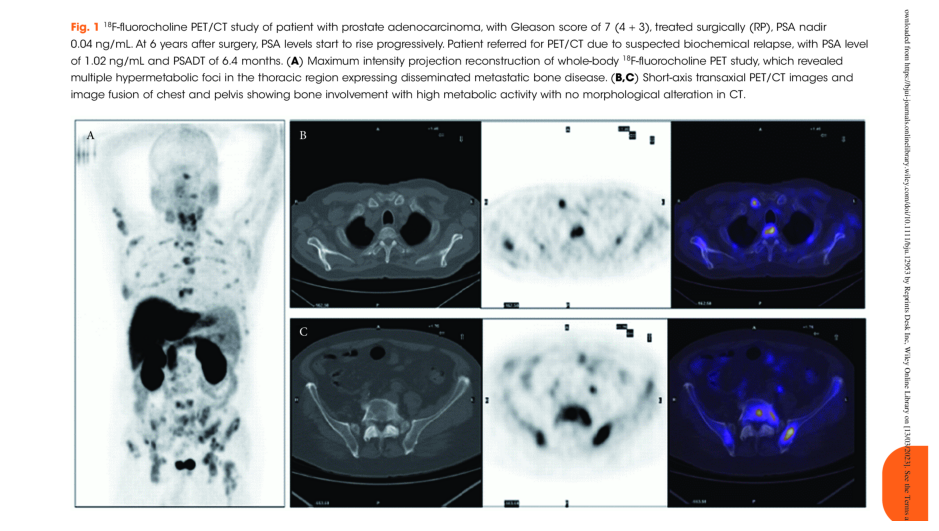 Fig. 1 ¹⁸F-fluorocholine PET/CT study of patient with prostate adenocarcinoma, with Gleason score of 7 (4 + 3), treated surgically (RP), PSA nadir
0.04 ng/mL. At 6 years after surgery, PSA levels start to rise progressively. Patient referred for PET/CT due to suspected biochemical relapse, with PSA level
of 1.02 ng/mL and PSADT of 6.4 months. (A) Maximum intensity projection reconstruction of whole-body ¹⁸F-fluorocholine PET study, which revealed
multiple hypermetabolic foci in the thoracic region expressing disseminated metastatic bone disease. (B,C) Short-axis transaxial PET/CT images and
image fusion of chest and pelvis showing bone involvement with high metabolic activity with no morphological alteration in CT.
A
B
C
ownloaded from https://bjui-journals.onlinelibrary.wiley.com/doi/10.1111/bju.12953 by Reprints Desk Inc, Wiley Online Library on [13/03/2023]. See the Terms a